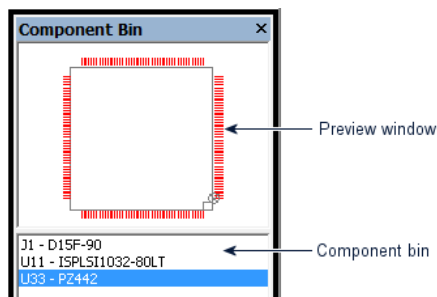 Component Bin
Preview window
J1 - D15F-90
Component bin
U11 - ISPLSI1032-80LT
U33 - PZ442